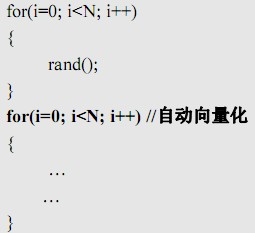 for(i=0; i<N; i++)
{
rand();
}
for(i=0; i<N; i++) //自动向量化
{
…
…
}